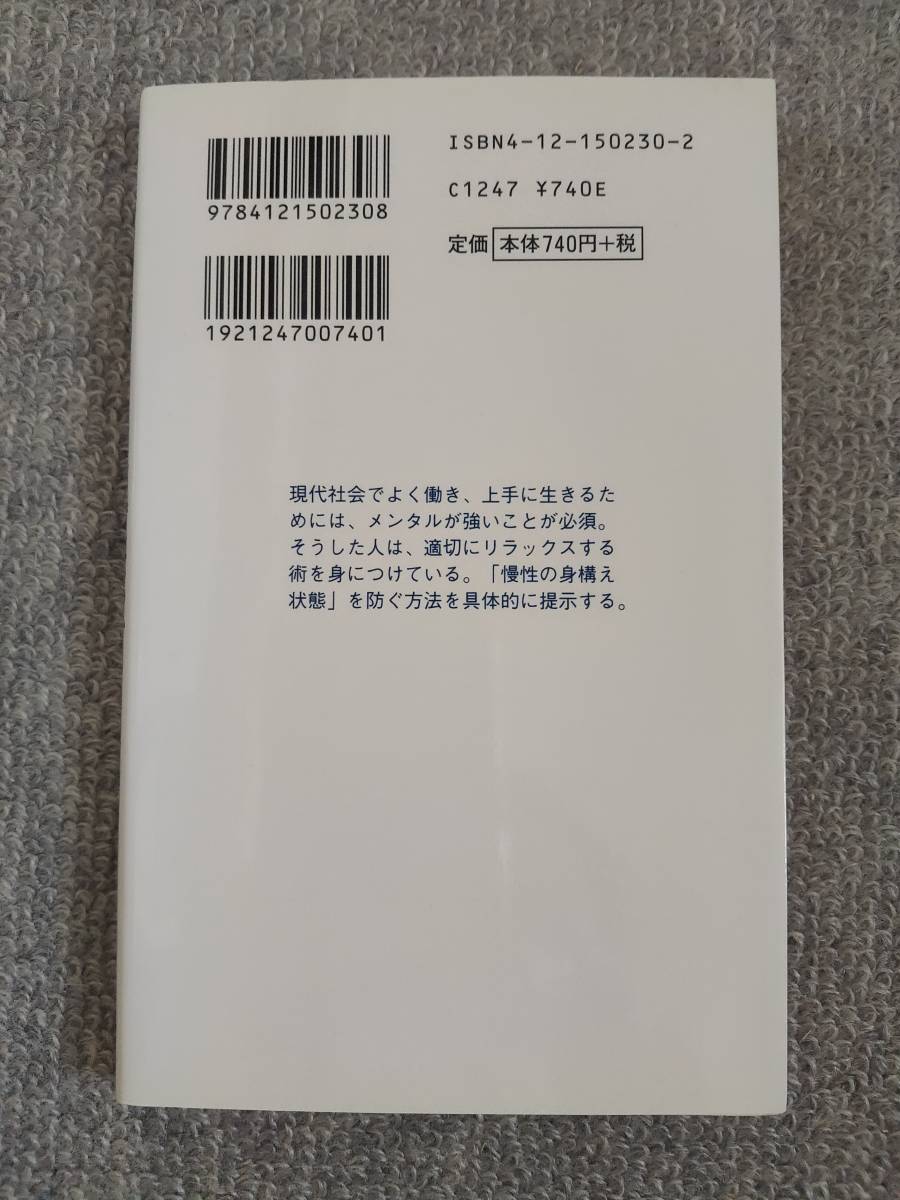 9784121502308
ISBN4-12-150230-2
C1247 ¥740E
定価 本体740円+税
1921247007401
現代社会でよく働き、上手に生きるた
めには、メンタルが強いことが必須。
そうした人は、適切にリラックスする
術を身につけている。「慢性の身構え
状態」を防ぐ方法を具体的に提示する。